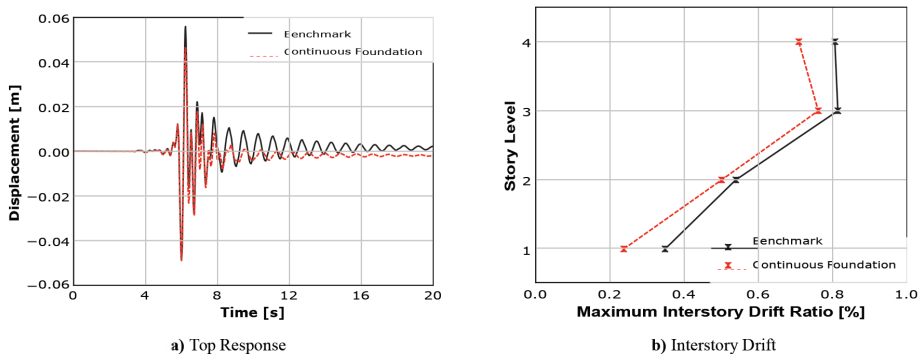 0.06
0.04
0.02
0.00
−0.02
−0.04
−0.06
Displacement [m]
Benchmark
Continuous Foundation
0
4
8
12
16
20
Time [s]
a) Top Response
4
3
2
1
Story Level
Benchmark
Continuous Foundation
0.0
0.2
0.4
0.6
0.8
1.0
Maximum Interstory Drift Ratio [%]
b) Interstory Drift